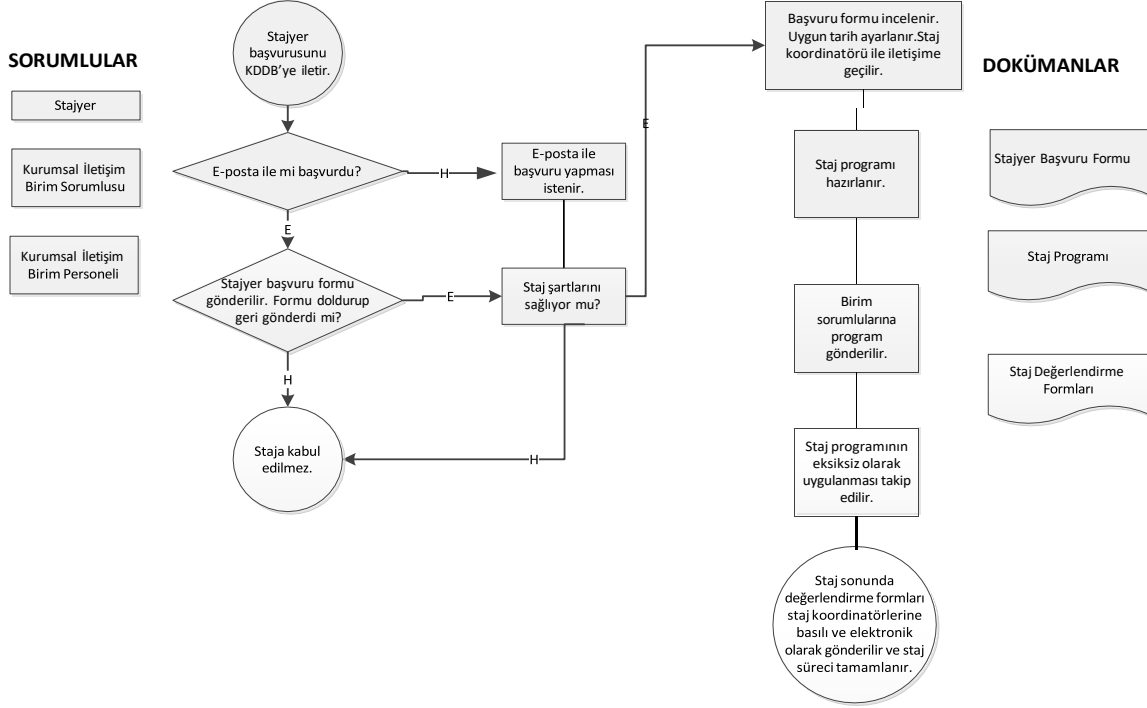 SORUMLULAR
Stajyer
Kurumsal İletişim
Birim Sorumlusu
Kurumsal İletişim
Birim Personeli
Stajyer
başvurusunu
KDDB'ye iletir.
E-posta ile mi başvurdu?
H
E-posta ile
başvuru yapması
istenir.
E
Stajyer başvuru formu
gönderilir. Formu doldurup
geri gönderdi mi?
E
Staj şartlarını
sağlıyor mu?
E
H
Staja kabul
edilmez.
H
Başvuru formu incelenir.
Uygun tarih ayarlanır.Staj
koordinatörü ile iletişime
geçilir.
Staj programı
hazırlanır.
Birim
sorumlularına
program
gönderilir.
Staj programının
eksiksiz olarak
uygulanması takip
edilir.
Staj sonunda
değerlendirme formları
staj koordinatörlerine
basılı ve elektronik
olarak gönderilir ve staj
süreci tamamlanır.
DOKÜMANLAR
Stajyer Başvuru Formu
Staj Programı
Staj Değerlendirme
Formları